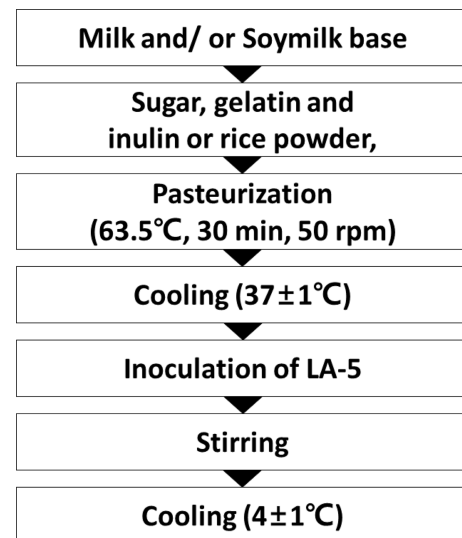 Milk and/ or Soymilk base
Sugar, gelatin and
inulin or rice powder,
Pasteurization
(63.5℃, 30 min, 50 rpm)
Cooling (37±1℃)
Inoculation of LA-5
Stirring
Cooling (4±1℃)